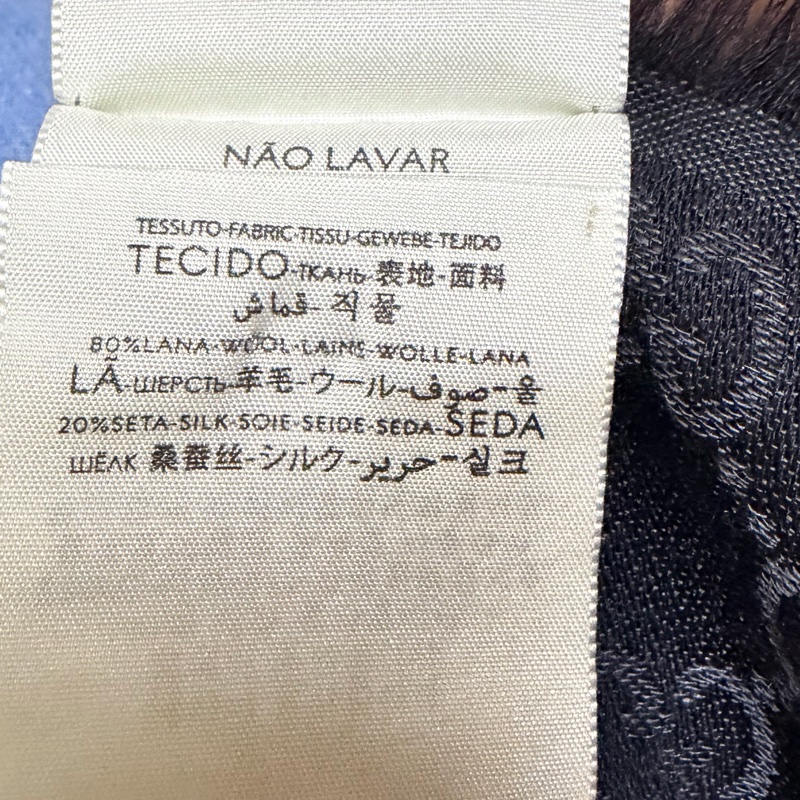 NÃO LAVAR
TESSUTO-FABRIC-TISSU-GEWEBE-TEJIDO
TECIDO-ТКАНЬ-表地-面料
قماش-직물
80%LANA-WOOL-LAINE-WOLLE-LANA
LÃ-ШЕРСТЬ-羊毛-ウール-صوف-울
20%SETA-SILK-SOIE-SEIDE-SEDA-SEDA
ШЁЛК 桑蚕丝-シルク-حرير-실크